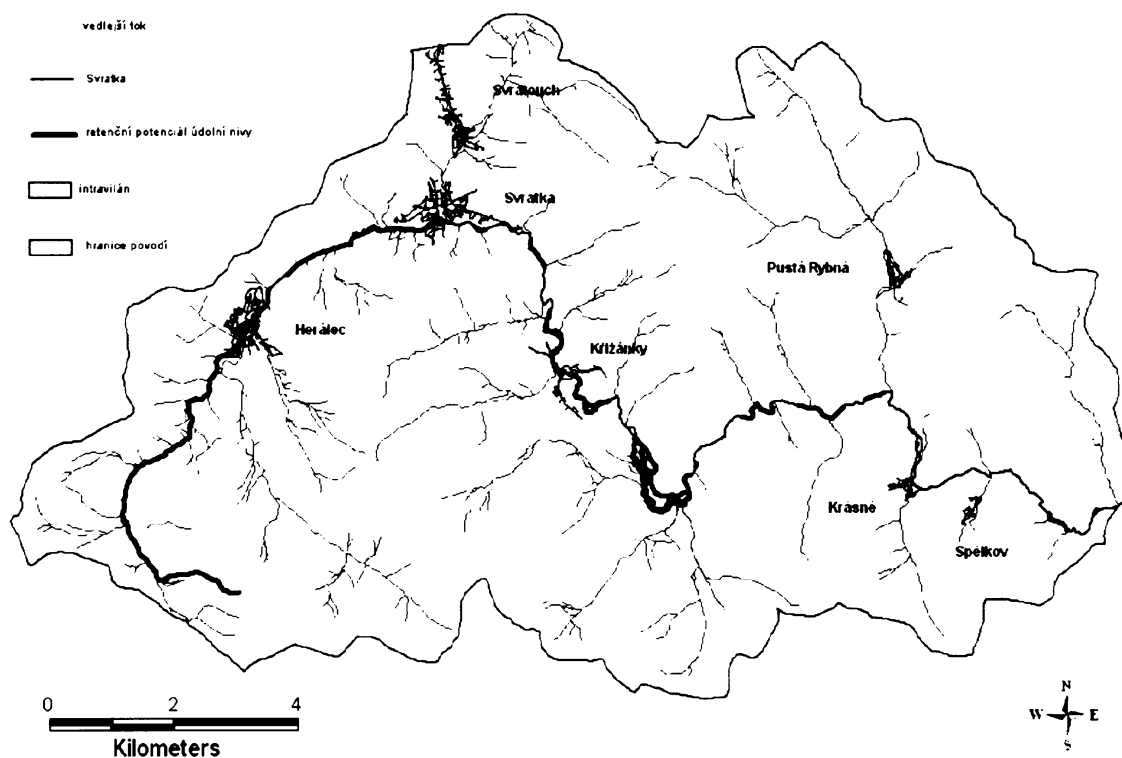 vedlejší tok
Svratka
retenční potenciál údolní nivy
intravilán
hranice povodí
Svratouch
Svratka
Pustá Rybná
Herálec
Křižánky
Krásné
Spělkov
0 2 4
Kilometers
N
W E
S